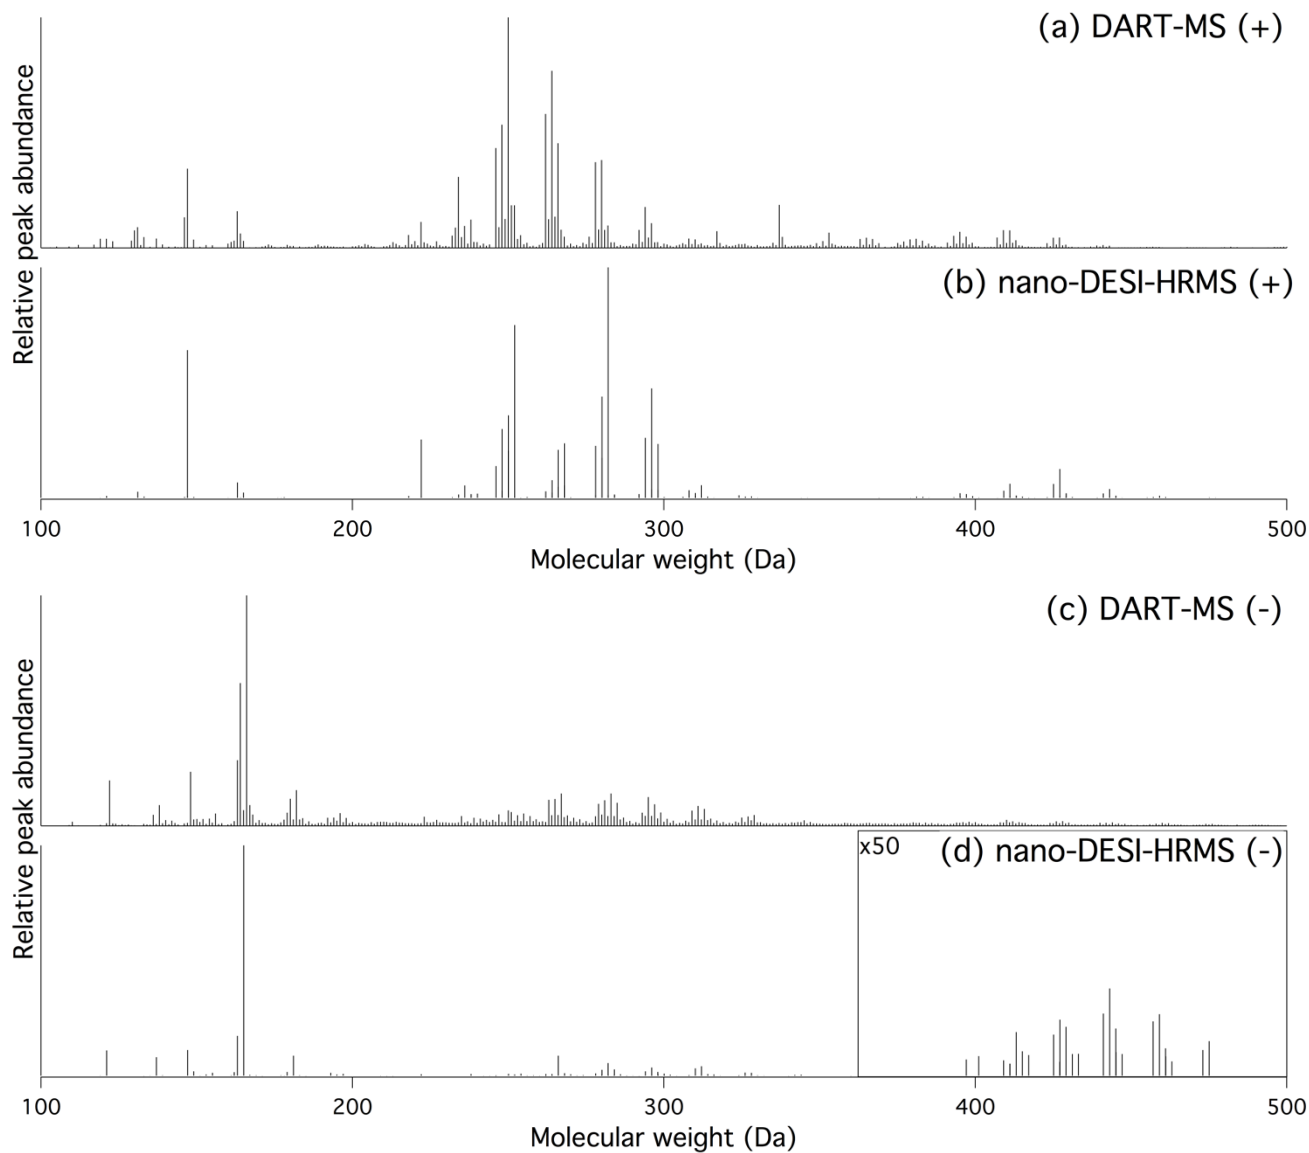 (a) DART-MS (+)
Relative peak abundance
(b) nano-DESI-HRMS (+)
100 200 300 400 500
Molecular weight (Da)
(c) DART-MS (-)
Relative peak abundance
x50 (d) nano-DESI-HRMS (-)
100 200 300 400 500
Molecular weight (Da)